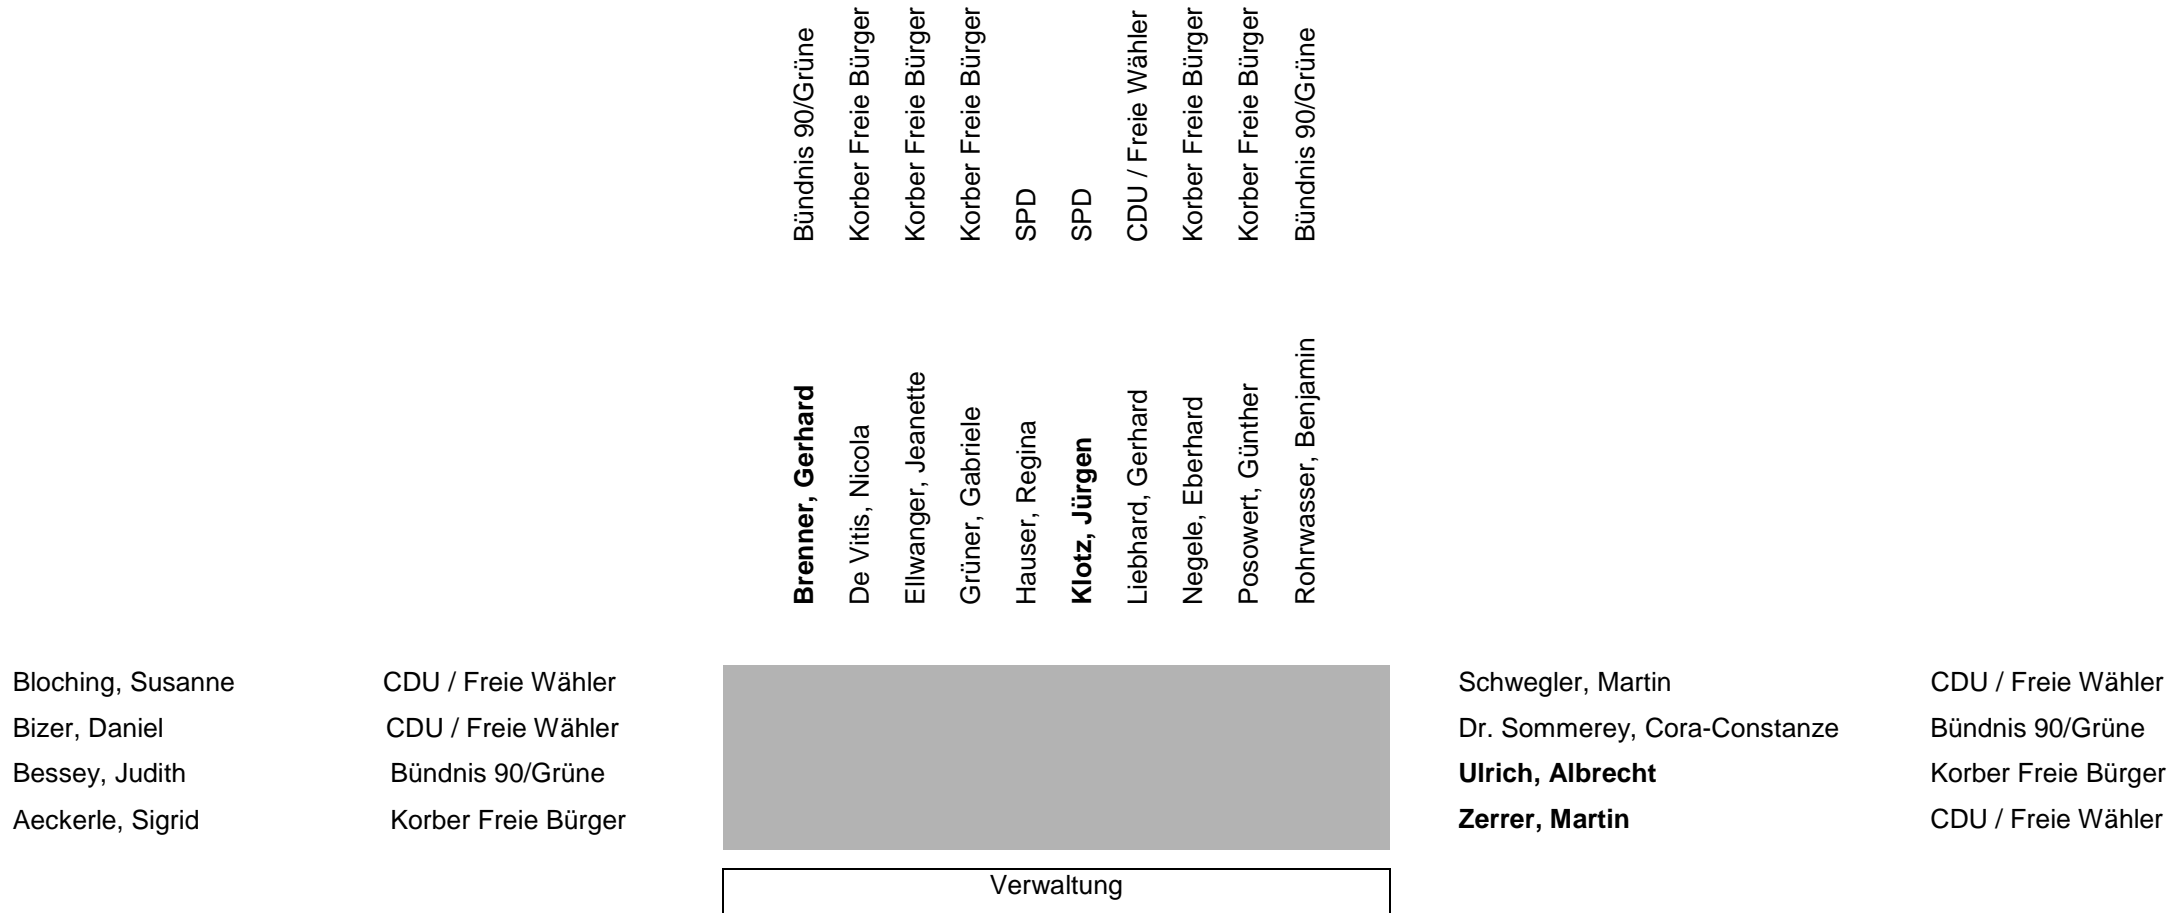 Bündnis 90/Grüne
Korber Freie Bürger
Korber Freie Bürger
Korber Freie Bürger
SPD
SPD
CDU / Freie Wähler
Korber Freie Bürger
Korber Freie Bürger
Bündnis 90/Grüne
Brenner, Gerhard
De Vitis, Nicola
Ellwanger, Jeanette
Grüner, Gabriele
Hauser, Regina
Klotz, Jürgen
Liebhard, Gerhard
Negele, Eberhard
Posowert, Günther
Rohrwasser, Benjamin
Bloching, Susanne CDU / Freie Wähler
Bizer, Daniel CDU / Freie Wähler
Bessey, Judith Bündnis 90/Grüne
Aeckerle, Sigrid Korber Freie Bürger
Schwegler, Martin CDU / Freie Wähler
Dr. Sommerey, Cora-Constanze Bündnis 90/Grüne
Ulrich, Albrecht Korber Freie Bürger
Zerrer, Martin CDU / Freie Wähler
Verwaltung